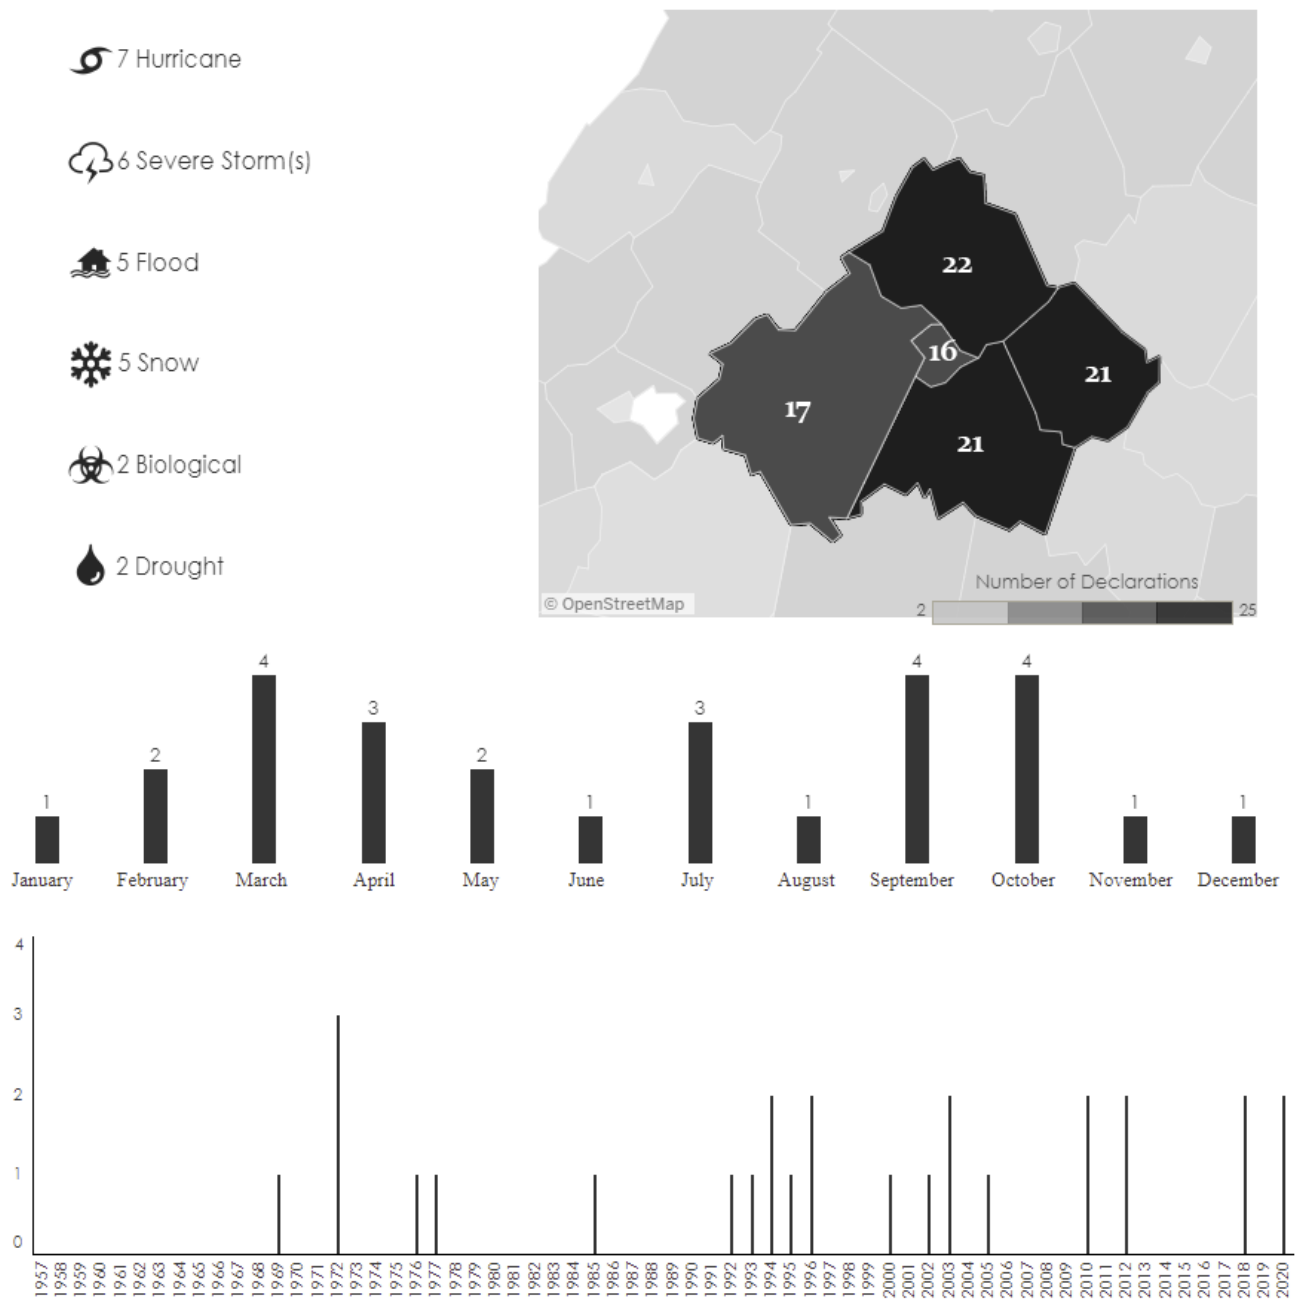 7 Hurricane
6 Severe Storm(s)
5 Flood
5 Snow
2 Biological
2 Drought
22
16
21
17
21
© OpenStreetMap
Number of Declarations
2 25
1 2 4 3 2 1 3 1 4 4 1 1
January February March April May June July August September October November December
4
3
2
1
0
1957 1958 1959 1960 1961 1962 1963 1964 1965 1966 1967 1968 1969 1970 1971 1972 1973 1974 1975 1976 1977 1978 1979 1980 1981 1982 1983 1984 1985 1986 1987 1988 1989 1990 1991 1992 1993 1994 1995 1996 1997 1998 1999 2000 2001 2002 2003 2004 2005 2006 2007 2008 2009 2010 2011 2012 2013 2014 2015 2016 2017 2018 2019 2020